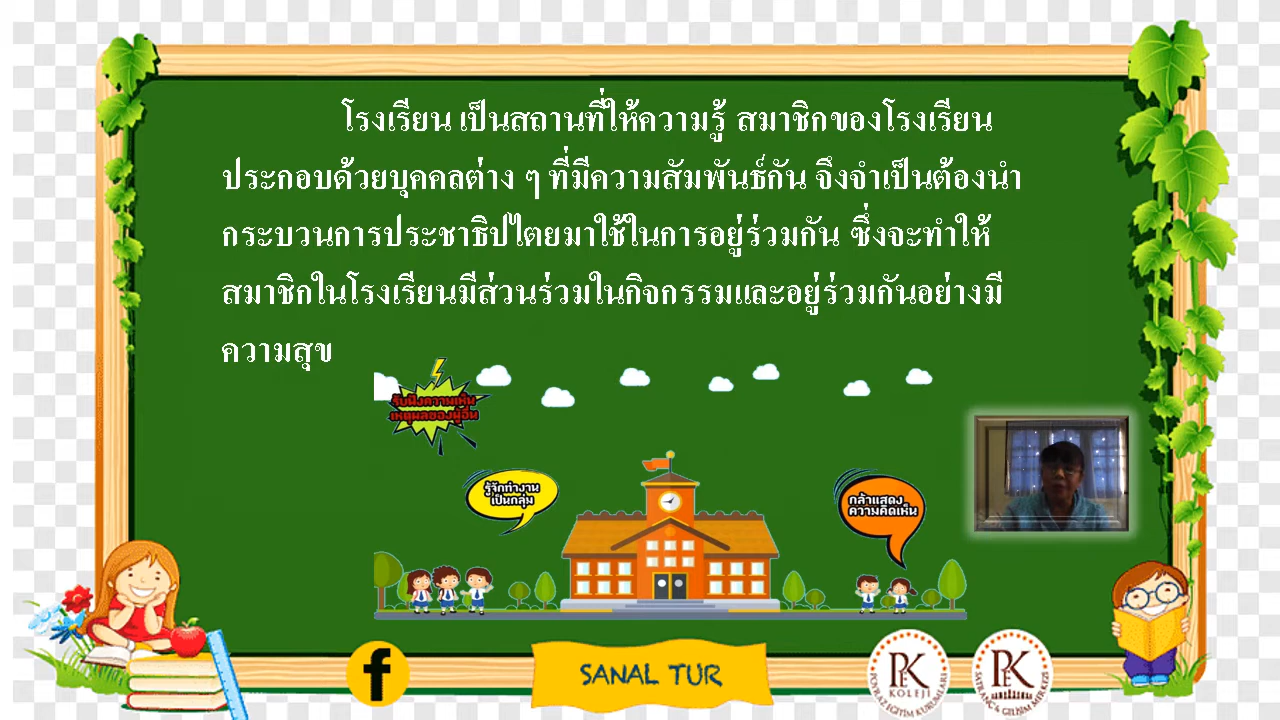 โรงเรียน เป็นสถานที่ให้ความรู้ สมาชิกของโรงเรียน
ประกอบด้วยบุคคลต่าง ๆ ที่มีความสัมพันธ์กัน จึงจำเป็นต้องนำ
กระบวนการประชาธิปไตยมาใช้ในการอยู่ร่วมกัน ซึ่งจะทำให้
สมาชิกในโรงเรียนมีส่วนร่วมในกิจกรรมและอยู่ร่วมกันอย่างมี
ความสุข
รับฟังความเห็น
เหตุผลของผู้อื่น
รู้จักทำงาน
เป็นกลุ่ม
กล้าแสดง
ความคิดเห็น
f
SANAL TUR
PK
KOLEJİ
POYRAZ EĞİTİM KURUMLARI
PK